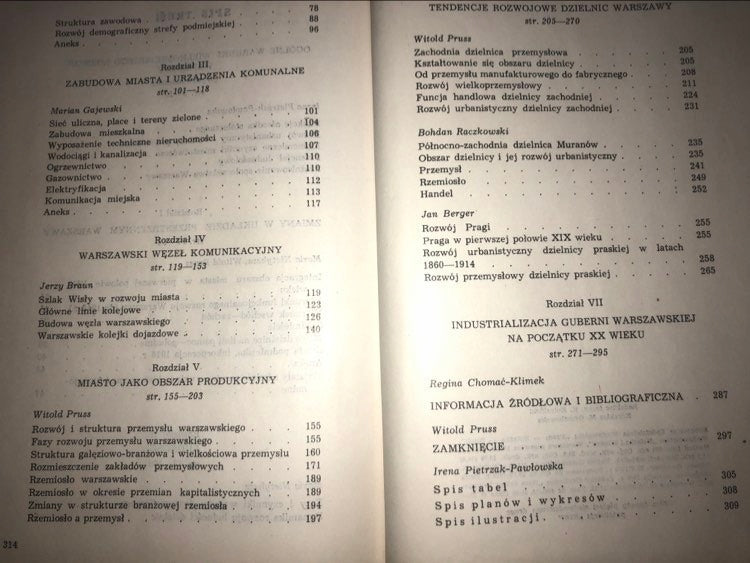 Struktura zawodowa . . . . . . . . 78
Rozwój demograficzny strefy podmiejskiej . . . . 88
Aneks . . . . . . . . . . 96
Rozdział III
ZABUDOWA MIASTA I URZĄDZENIA KOMUNALNE
str. 101—118
Marian Gajewski
Sieć uliczna, place i tereny zielone . . . . . 101
Zabudowa mieszkalna . . . . . . . 104
Wyposażenie techniczne nieruchomości . . . . 106
Wodociągi i kanalizacja . . . . . . . 107
Ogrzewnictwo . . . . . . . . 110
Gazownictwo . . . . . . . . 110
Elektryfikacja . . . . . . . . 112
Komunikacja miejska . . . . . . . 113
Aneks . . . . . . . . . . 117
Rozdział IV
WARSZAWSKI WĘZEŁ KOMUNIKACYJNY
str. 119—153
Jerzy Braun
Szlak Wisły w rozwoju miasta . . . . . . 119
Główne linie kolejowe . . . . . . . 123
Budowa węzła warszawskiego . . . . . . 126
Warszawskie kolejki dojazdowe . . . . . . 140
Rozdział V
MIASTO JAKO OBSZAR PRODUKCYJNY
str. 155—203
Witold Pruss
Rozwój i struktura przemysłu warszawskiego . . . 155
Fazy rozwoju przemysłu warszawskiego . . . . 155
Struktura gałęziowo-branżowa i wielkościowa przemysłu 160
Rozmieszczenie zakładów przemysłowych . . . . 171
Rzemiosło warszawskie . . . . . . . 189
Rzemiosło w okresie przemian kapitalistycznych . . . 189
Zmiany w strukturze branżowej rzemiosła . . . . 194
Rzemiosło a przemysł . . . . . . . 197
314
TENDENCJE ROZWOJOWE DZIELNIC WARSZAWY
str. 205—270
Witold Pruss
Zachodnia dzielnica przemysłowa . . . . . 205
Kształtowanie się obszaru dzielnicy . . . . . 205
Od przemysłu manufakturowego do fabrycznego . . . 208
Rozwój wielkoprzemysłowy . . . . . . 211
Funcja handlowa dzielnicy zachodniej . . . . 224
Rozwój urbanistyczny dzielnicy zachodniej . . . . 231
Bohdan Raczkowski
Północno-zachodnia dzielnica Muranów . . . . 235
Obszar dzielnicy i jej rozwój urbanistyczny . . . . 235
Przemysł . . . . . . . . . 241
Rzemiosło . . . . . . . . . 249
Handel . . . . . . . . . . 252
Jan Berger
Rozwój Pragi . . . . . . . . 255
Praga w pierwszej połowie XIX wieku . . . . . 255
Rozwój urbanistyczny dzielnicy praskiej w latach
1860—1914 . . . . . . . . . 258
Rozwój przemysłowy dzielnicy praskiej . . . . 265
Rozdział VII
INDUSTRIALIZACJA GUBERNI WARSZAWSKIEJ
NA POCZĄTKU XX WIEKU
str. 271—295
Regina Chomać-Klimek
INFORMACJA ŹRÓDŁOWA I BIBLIOGRAFICZNA . 287
Witold Pruss
ZAMKNIĘCIE . . . . . . . . 297
Irena Pietrzak-Pawłowska
Spis tabel . . . . . . . . 305
Spis planów i wykresów . . . . . 308
Spis ilustracji . . . . . . . 309